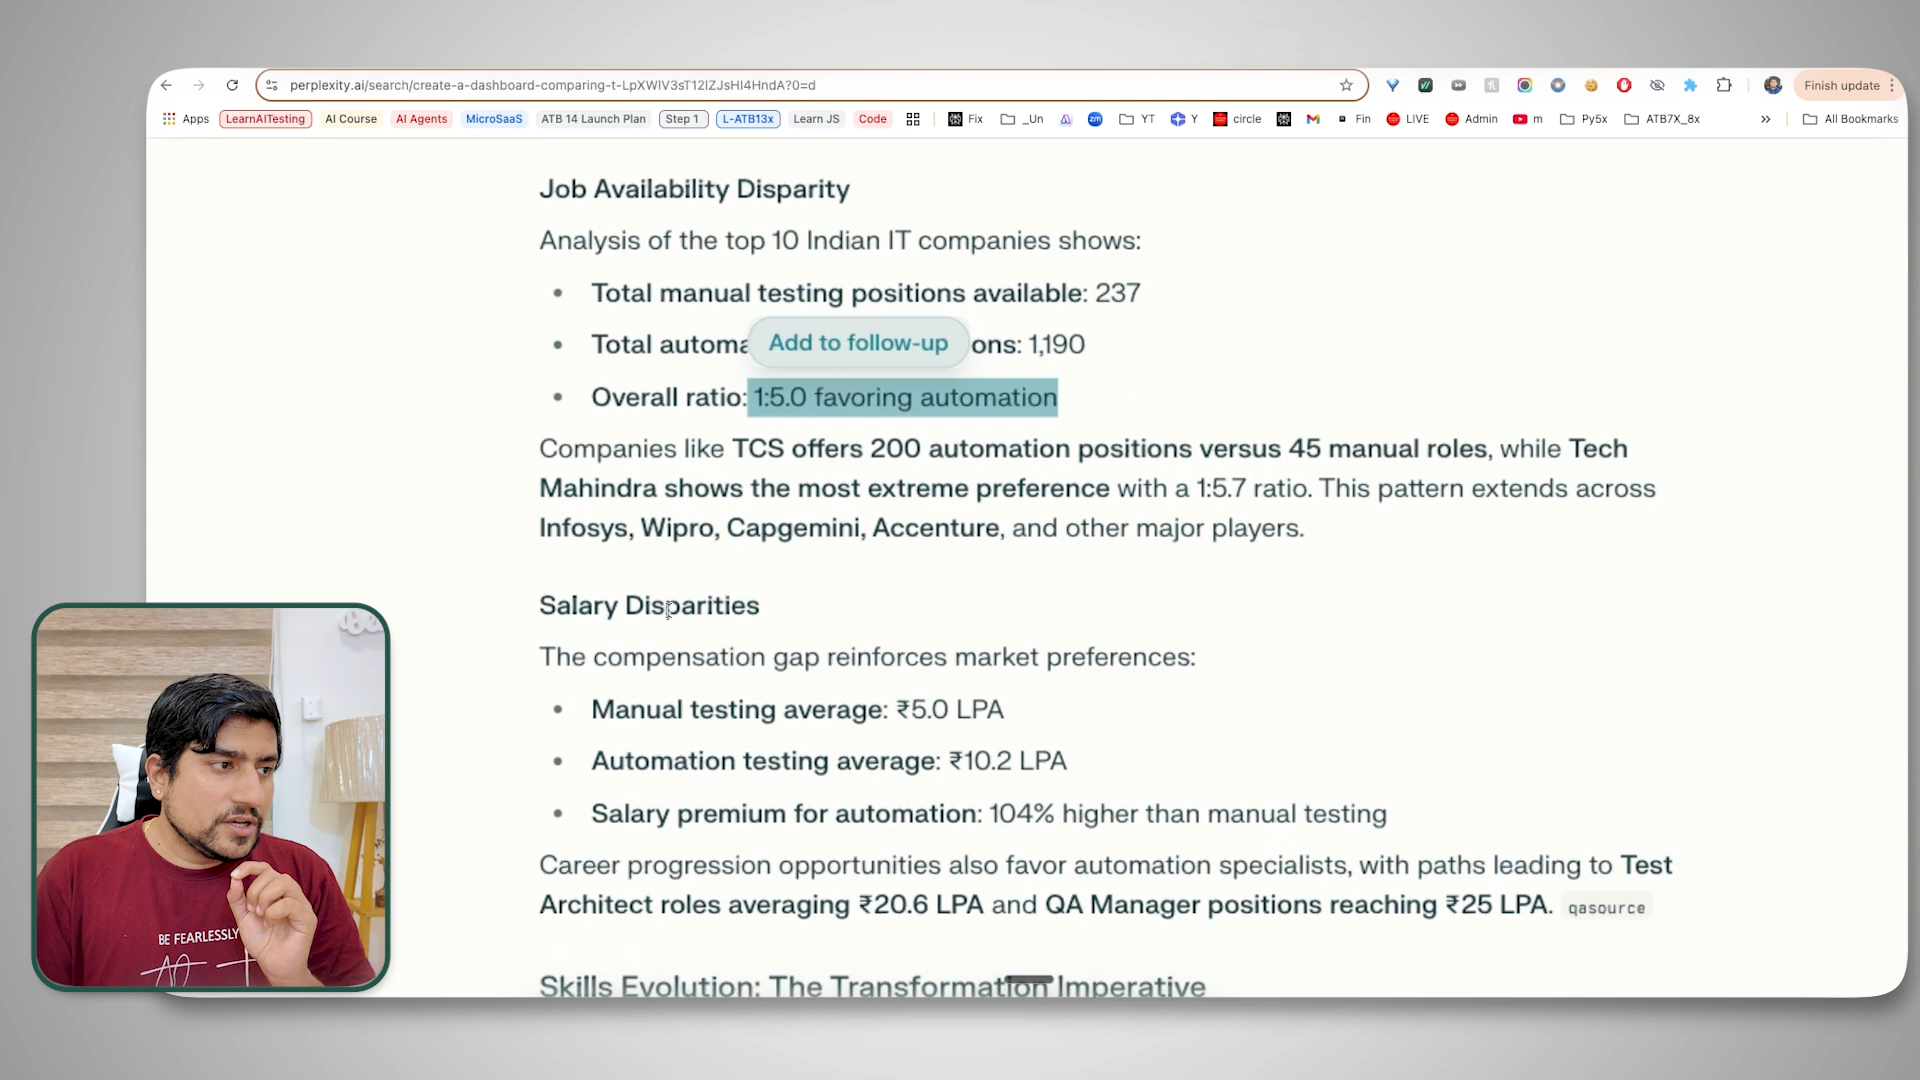 perplexity.ai/search/create-a-dashboard-comparing-t-LpXWlV3sT12IZJsHI4HndA?0=d
Finish update
Apps LearnAITesting AI Course AI Agents MicroSaaS ATB 14 Launch Plan Step 1 L-ATB13x Learn JS Code Fix _Un zm YT Y circle Fin LIVE Admin m Py5x ATB7X_8x All Bookmarks
Job Availability Disparity
Analysis of the top 10 Indian IT companies shows:
• Total manual testing positions available: 237
• Total automa ons: 1,190
Add to follow-up
• Overall ratio: 1:5.0 favoring automation
Companies like TCS offers 200 automation positions versus 45 manual roles, while Tech
Mahindra shows the most extreme preference with a 1:5.7 ratio. This pattern extends across
Infosys, Wipro, Capgemini, Accenture, and other major players.
Salary Disparities
The compensation gap reinforces market preferences:
• Manual testing average: ₹5.0 LPA
• Automation testing average: ₹10.2 LPA
• Salary premium for automation: 104% higher than manual testing
Career progression opportunities also favor automation specialists, with paths leading to Test
Architect roles averaging ₹20.6 LPA and QA Manager positions reaching ₹25 LPA. qasource
Skills Evolution: The Transformation Imperative
BE FEARLESSLY